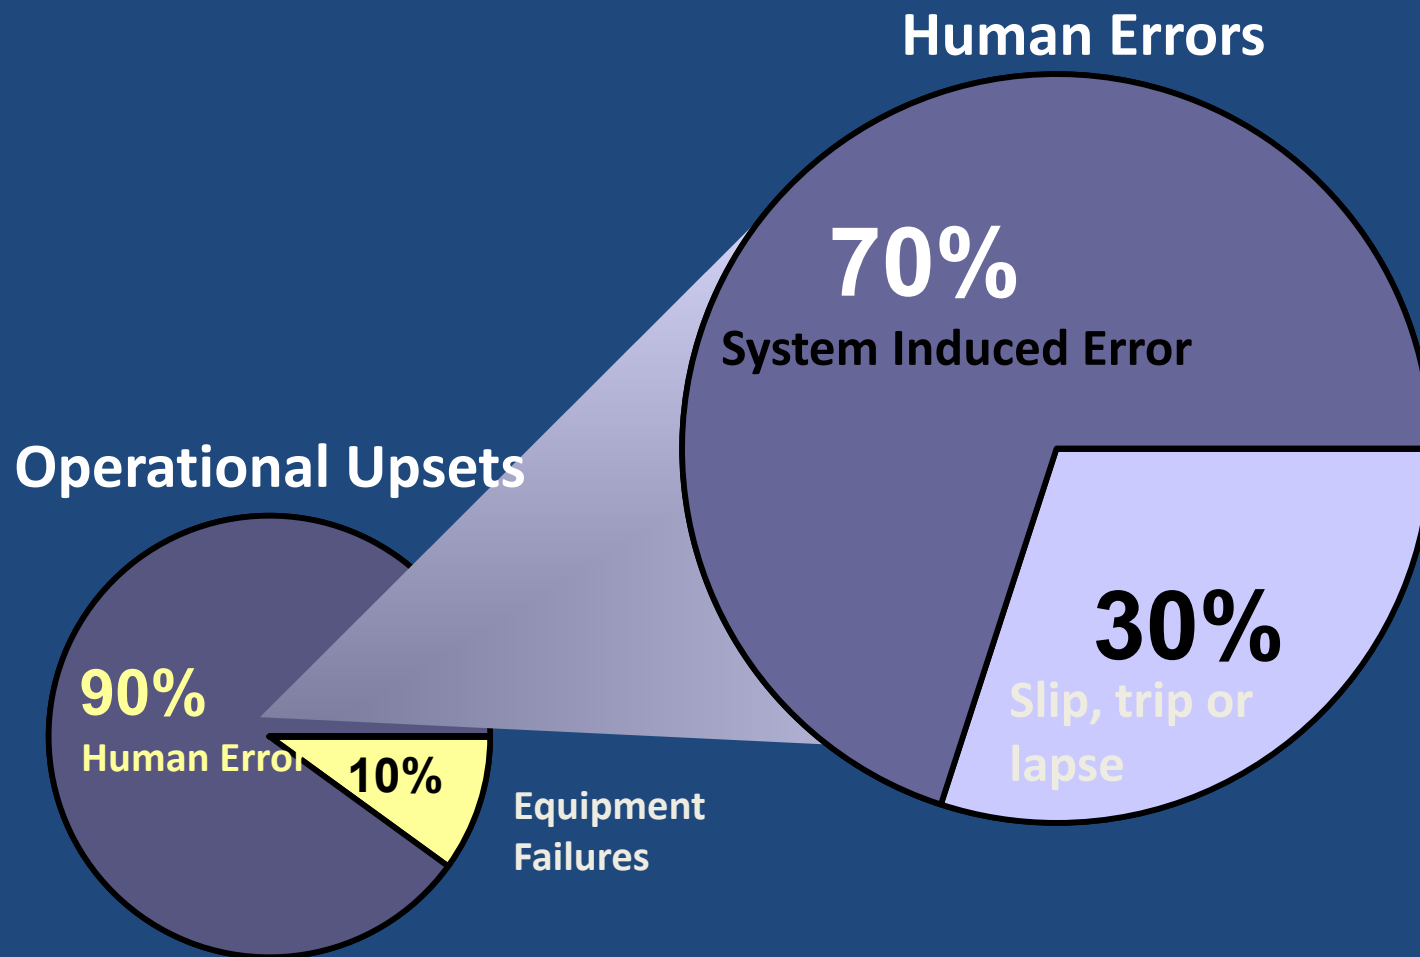 Human Errors
70%
System Induced Error
30%
Slip, trip or
lapse
Operational Upsets
90%
Human Error
10%
Equipment
Failures